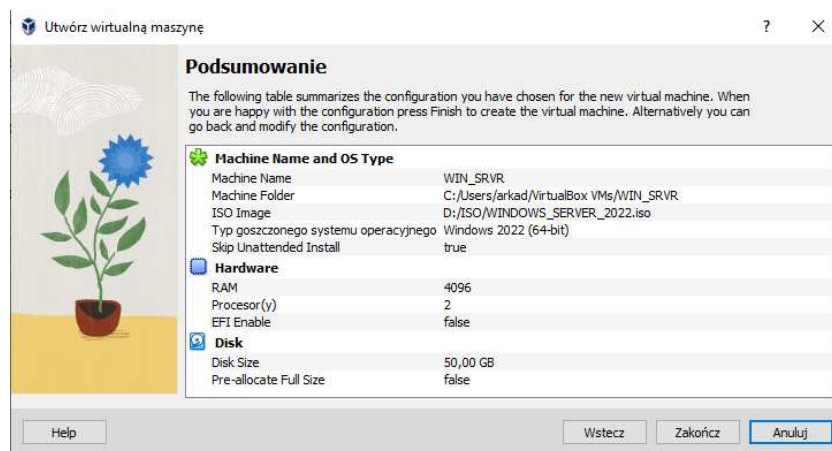 Utwórz wirtualną maszynę
?
Podsumowanie
The following table summarizes the configuration you have chosen for the new virtual machine. When
you are happy with the configuration press Finish to create the virtual machine. Alternatively you can
go back and modify the configuration.
Machine Name and OS Type
Machine Name WIN_SRVR
Machine Folder C:/Users/arkad/VirtualBox VMs/WIN_SRVR
ISO Image D:/ISO/WINDOWS_SERVER_2022.iso
Typ goszczonego systemu operacyjnego Windows 2022 (64-bit)
Skip Unattended Install true
Hardware
RAM 4096
Procesor(y) 2
EFI Enable false
Disk
Disk Size 50,00 GB
Pre-allocate Full Size false
Help Wstecz Zakończ Anuluj